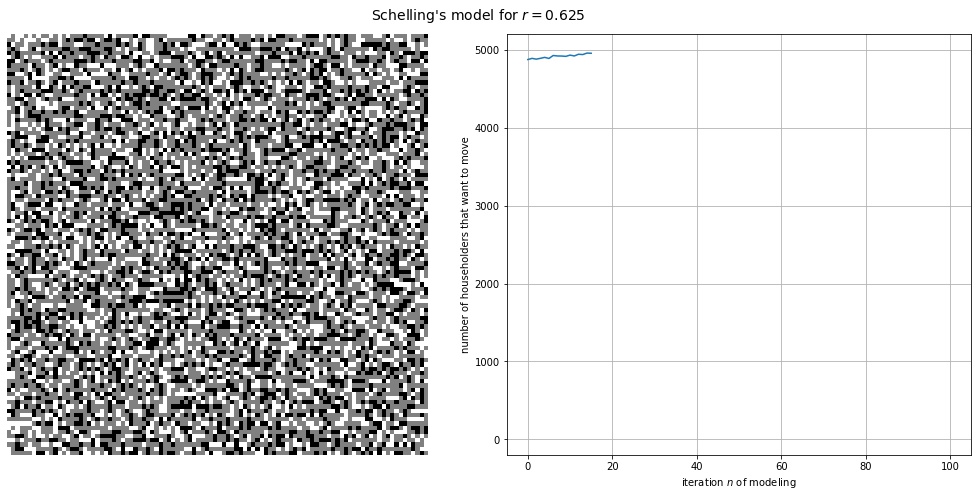 Schelling's model for r = 0.625
5000
4000
3000
2000
1000
0
number of householders that want to move
0 20 40 60 80 100
iteration n of modeling